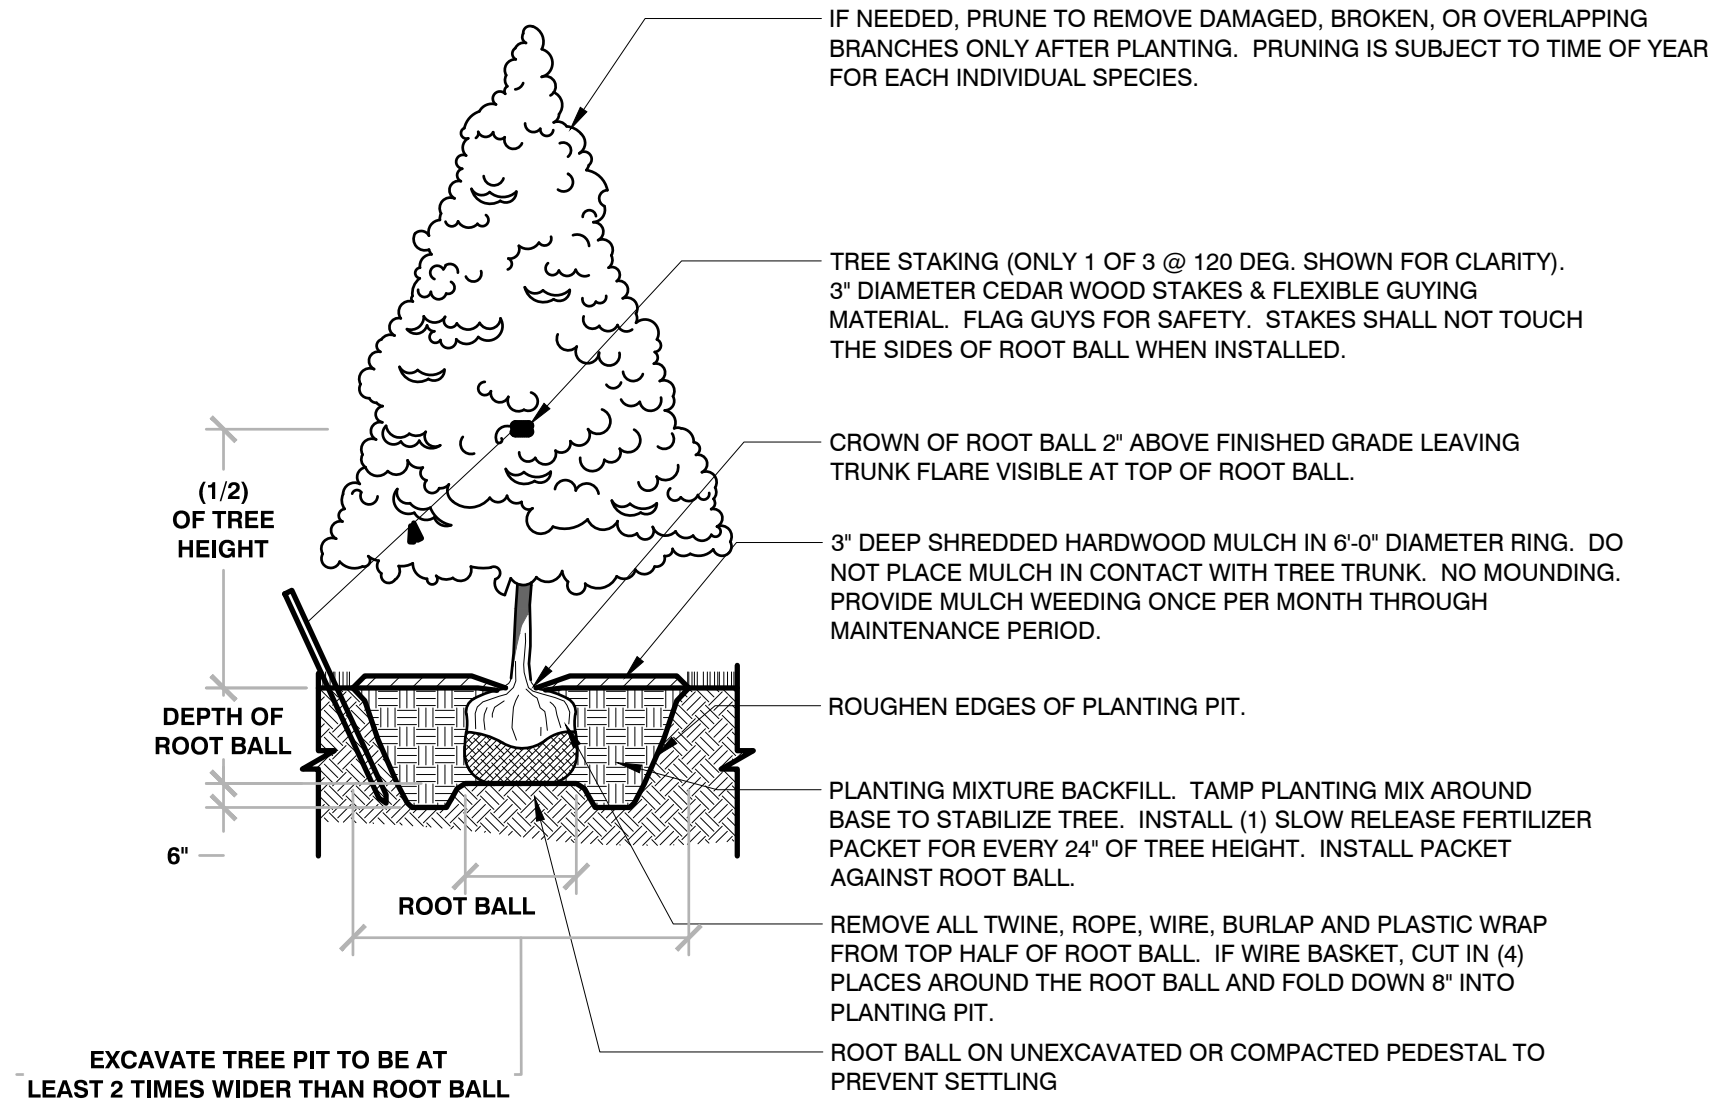 IF NEEDED, PRUNE TO REMOVE DAMAGED, BROKEN, OR OVERLAPPING
BRANCHES ONLY AFTER PLANTING. PRUNING IS SUBJECT TO TIME OF YEAR
FOR EACH INDIVIDUAL SPECIES.
TREE STAKING (ONLY 1 OF 3 @ 120 DEG. SHOWN FOR CLARITY).
3" DIAMETER CEDAR WOOD STAKES & FLEXIBLE GUYING
MATERIAL. FLAG GUYS FOR SAFETY. STAKES SHALL NOT TOUCH
THE SIDES OF ROOT BALL WHEN INSTALLED.
CROWN OF ROOT BALL 2" ABOVE FINISHED GRADE LEAVING
TRUNK FLARE VISIBLE AT TOP OF ROOT BALL.
3" DEEP SHREDDED HARDWOOD MULCH IN 6'-0" DIAMETER RING. DO
NOT PLACE MULCH IN CONTACT WITH TREE TRUNK. NO MOUNDING.
PROVIDE MULCH WEEDING ONCE PER MONTH THROUGH
MAINTENANCE PERIOD.
ROUGHEN EDGES OF PLANTING PIT.
PLANTING MIXTURE BACKFILL. TAMP PLANTING MIX AROUND
BASE TO STABILIZE TREE. INSTALL (1) SLOW RELEASE FERTILIZER
PACKET FOR EVERY 24" OF TREE HEIGHT. INSTALL PACKET
AGAINST ROOT BALL.
REMOVE ALL TWINE, ROPE, WIRE, BURLAP AND PLASTIC WRAP
FROM TOP HALF OF ROOT BALL. IF WIRE BASKET, CUT IN (4)
PLACES AROUND THE ROOT BALL AND FOLD DOWN 8" INTO
PLANTING PIT.
ROOT BALL ON UNEXCAVATED OR COMPACTED PEDESTAL TO
PREVENT SETTLING
(1/2)
OF TREE
HEIGHT
DEPTH OF
ROOT BALL
6"
ROOT BALL
EXCAVATE TREE PIT TO BE AT
LEAST 2 TIMES WIDER THAN ROOT BALL